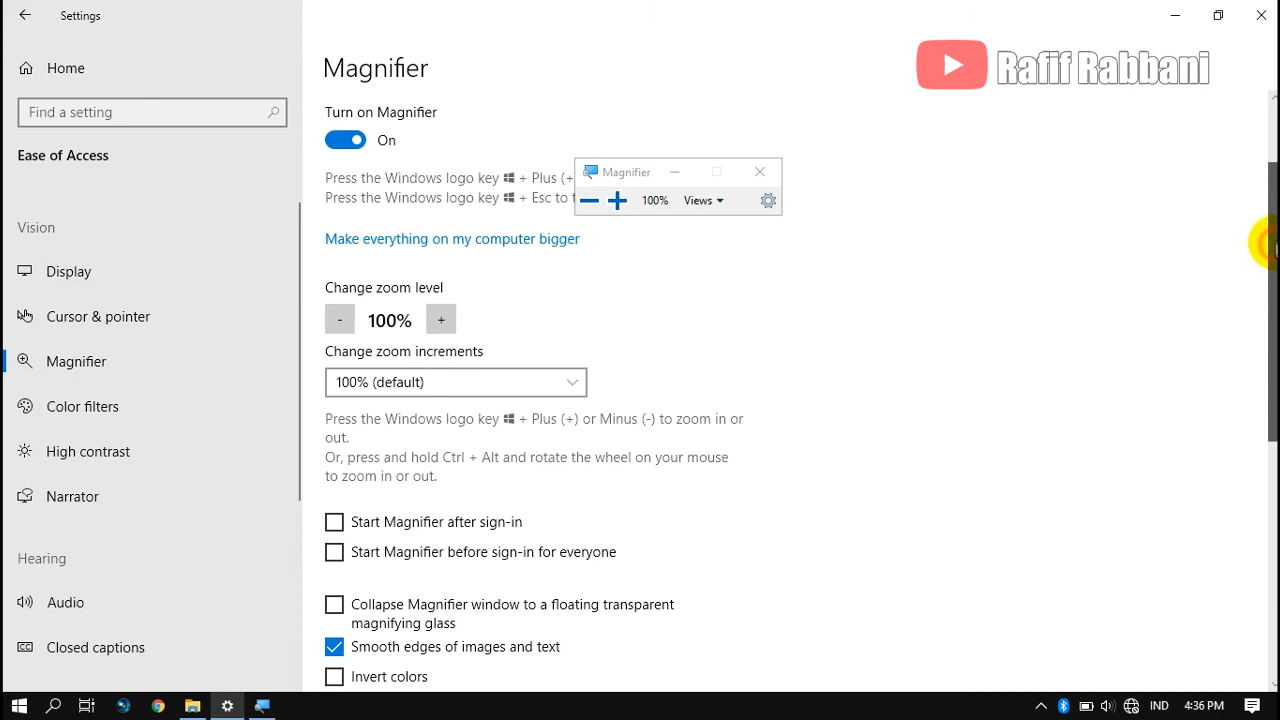 Settings
Home
Find a setting
Ease of Access
Vision
Display
Cursor & pointer
Magnifier
Color filters
High contrast
Narrator
Hearing
Audio
Closed captions
Magnifier
Rafif Rabbani
Turn on Magnifier
On
Press the Windows logo key + Plus (+
Press the Windows logo key + Esc to t
Magnifier
100% Views
Make everything on my computer bigger
Change zoom level
- 100% +
Change zoom increments
100% (default)
Press the Windows logo key + Plus (+) or Minus (-) to zoom in or
out.
Or, press and hold Ctrl + Alt and rotate the wheel on your mouse
to zoom in or out.
Start Magnifier after sign-in
Start Magnifier before sign-in for everyone
Collapse Magnifier window to a floating transparent
magnifying glass
Smooth edges of images and text
Invert colors
IND 4:36 PM